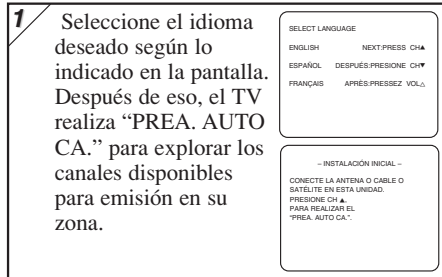 1
Seleccione el idioma
deseado según lo
indicado en la pantalla.
Después de eso, el TV
realiza “PREA. AUTO
CA.” para explorar los
canales disponibles
para emisión en su
zona.
SELECT LANGUAGE
ENGLISH NEXT:PRESS CH▲
ESPAÑOL DESPUÉS:PRESIONE CH▼
FRANÇAIS APRÈS:PRESSEZ VOL△
– INSTALACIÓN INICIAL –
CONECTE LA ANTENA O CABLE O
SATÉLITE EN ESTA UNIDAD.
PRESIONE CH ▲.
PARA REALIZAR EL
“PREA. AUTO CA.”.